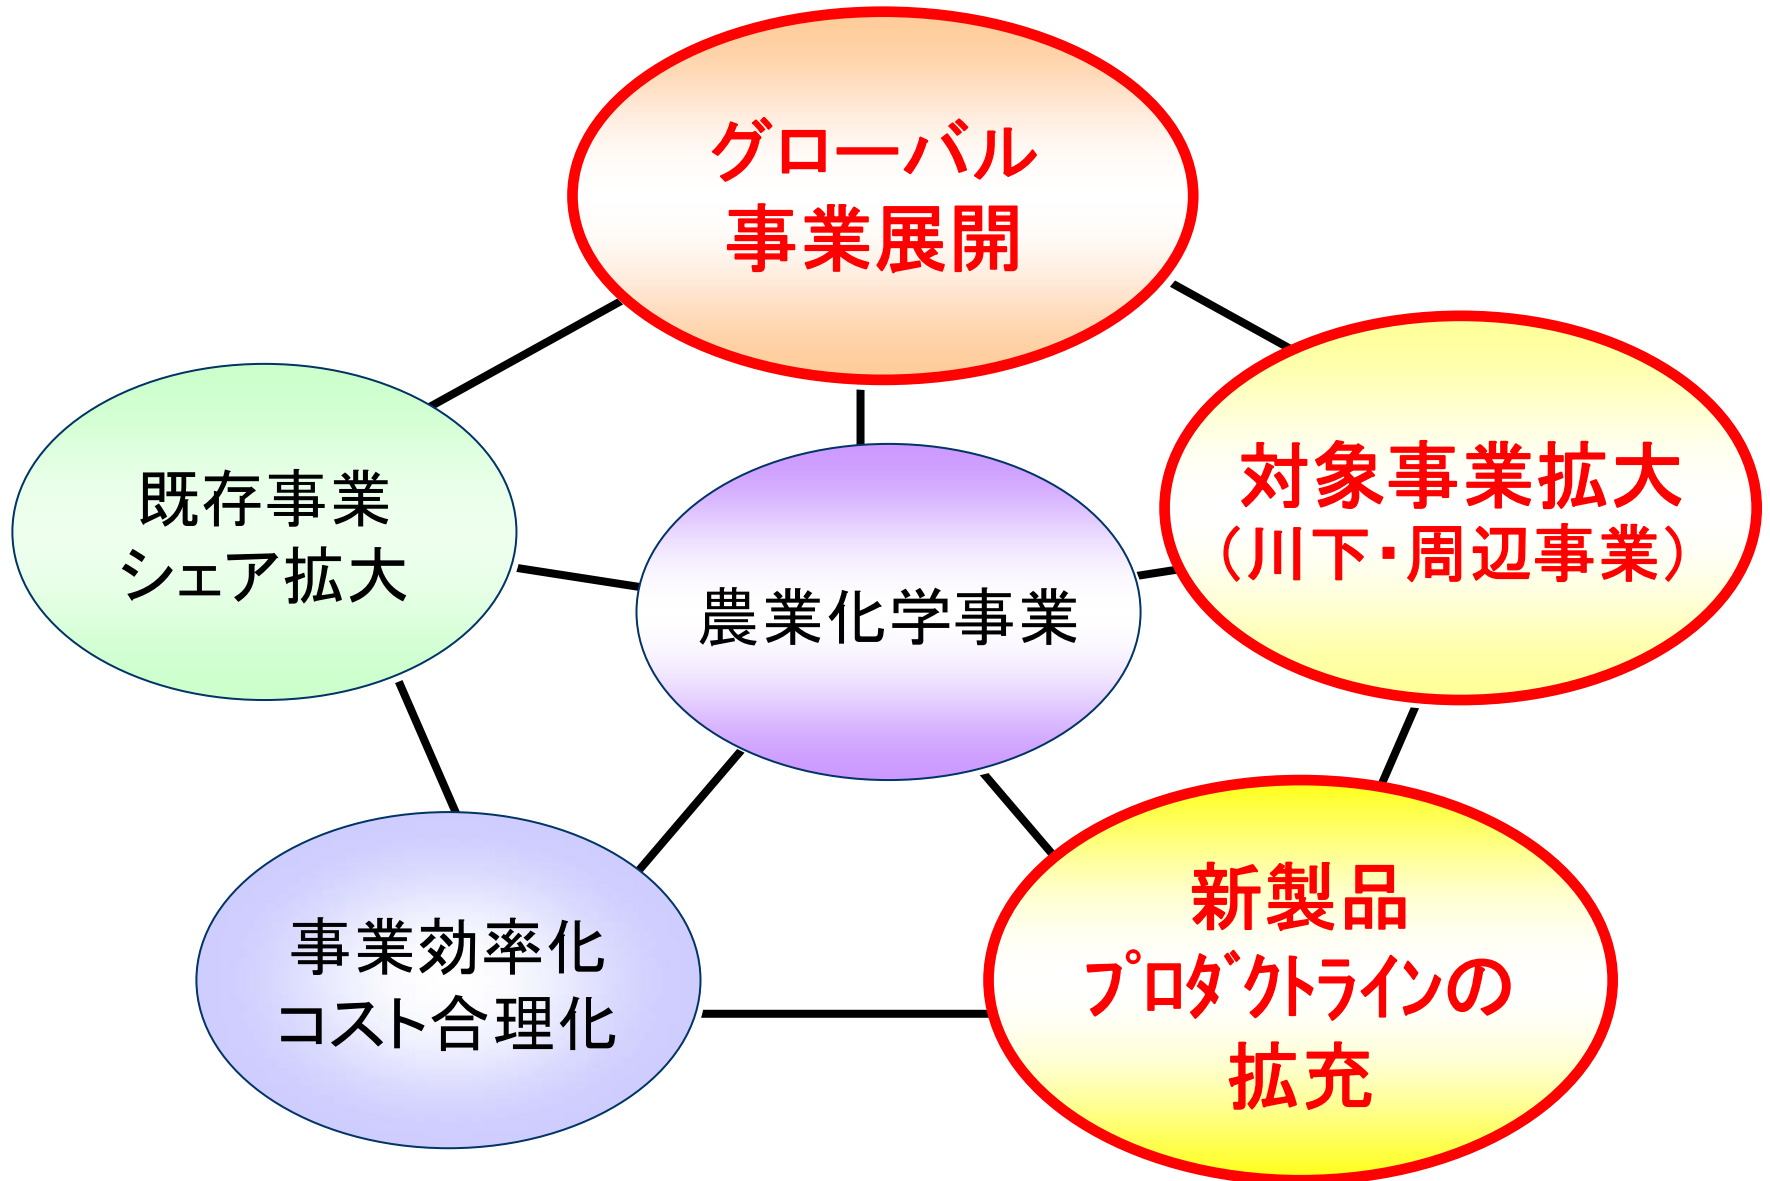 グローバル
事業展開
対象事業拡大
（川下・周辺事業）
既存事業
シェア拡大
農業化学事業
新製品
ﾌﾟﾛﾀﾞｸﾄﾗｲﾝの
拡充
事業効率化
コスト合理化